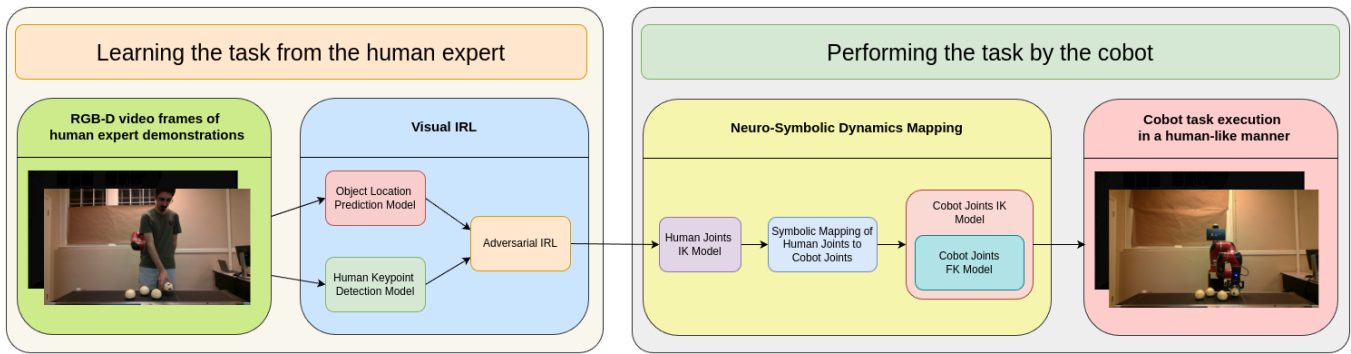 Learning the task from the human expert
RGB-D video frames of
human expert demonstrations
Visual IRL
Object Location
Prediction Model
Human Keypoint
Detection Model
Adversarial IRL
Performing the task by the cobot
Neuro-Symbolic Dynamics Mapping
Human Joints
IK Model
Symbolic Mapping of
Human Joints to
Cobot Joints
Cobot Joints IK
Model
Cobot Joints
FK Model
Cobot task execution
in a human-like manner